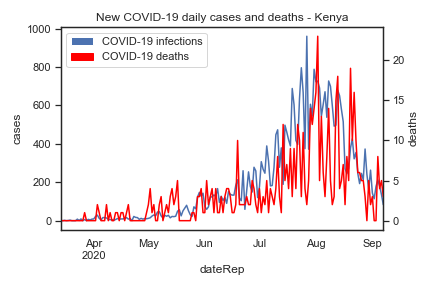 New COVID-19 daily cases and deaths - Kenya
COVID-19 infections
COVID-19 deaths
1000
800
600
400
200
0
cases
20
15
10
5
0
deaths
Apr May Jun Jul Aug Sep
2020
dateRep